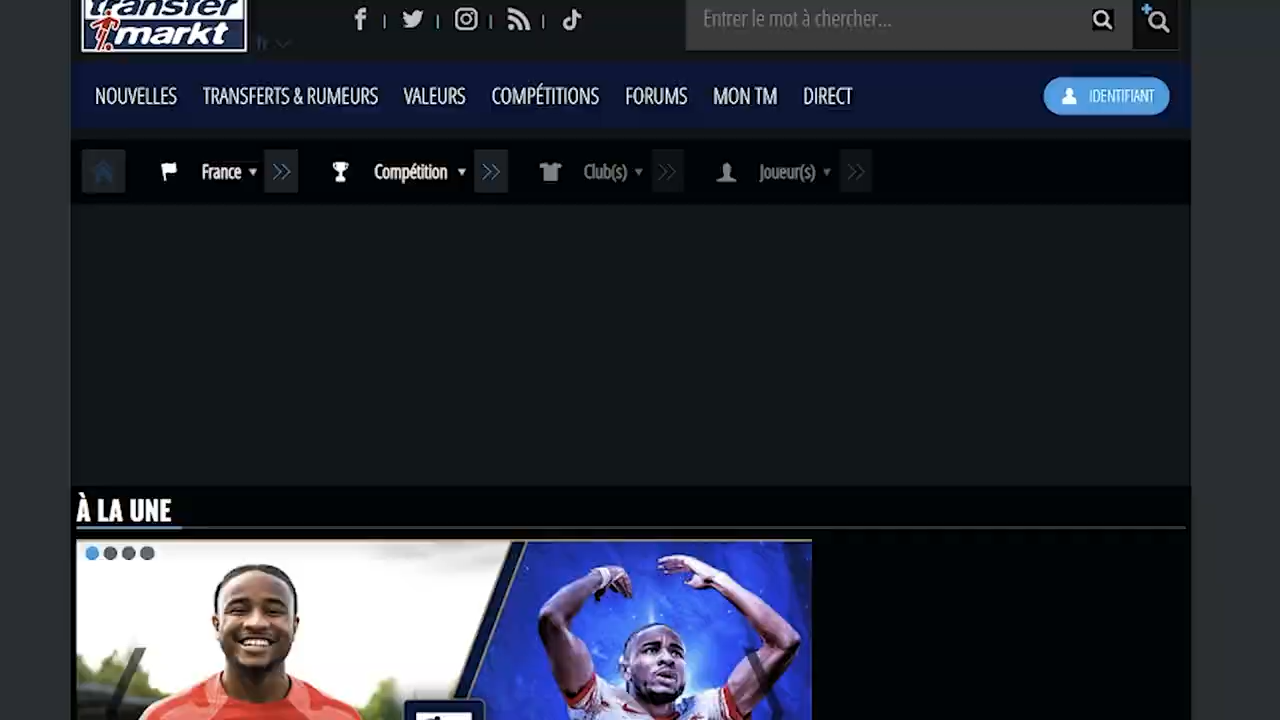 transfer
markt
fr
Entrer le mot à chercher...
NOUVELLES TRANSFERTS & RUMEURS VALEURS COMPÉTITIONS FORUMS MON TM DIRECT IDENTIFIANT
France Compétition Club(s) Joueur(s)
À LA UNE